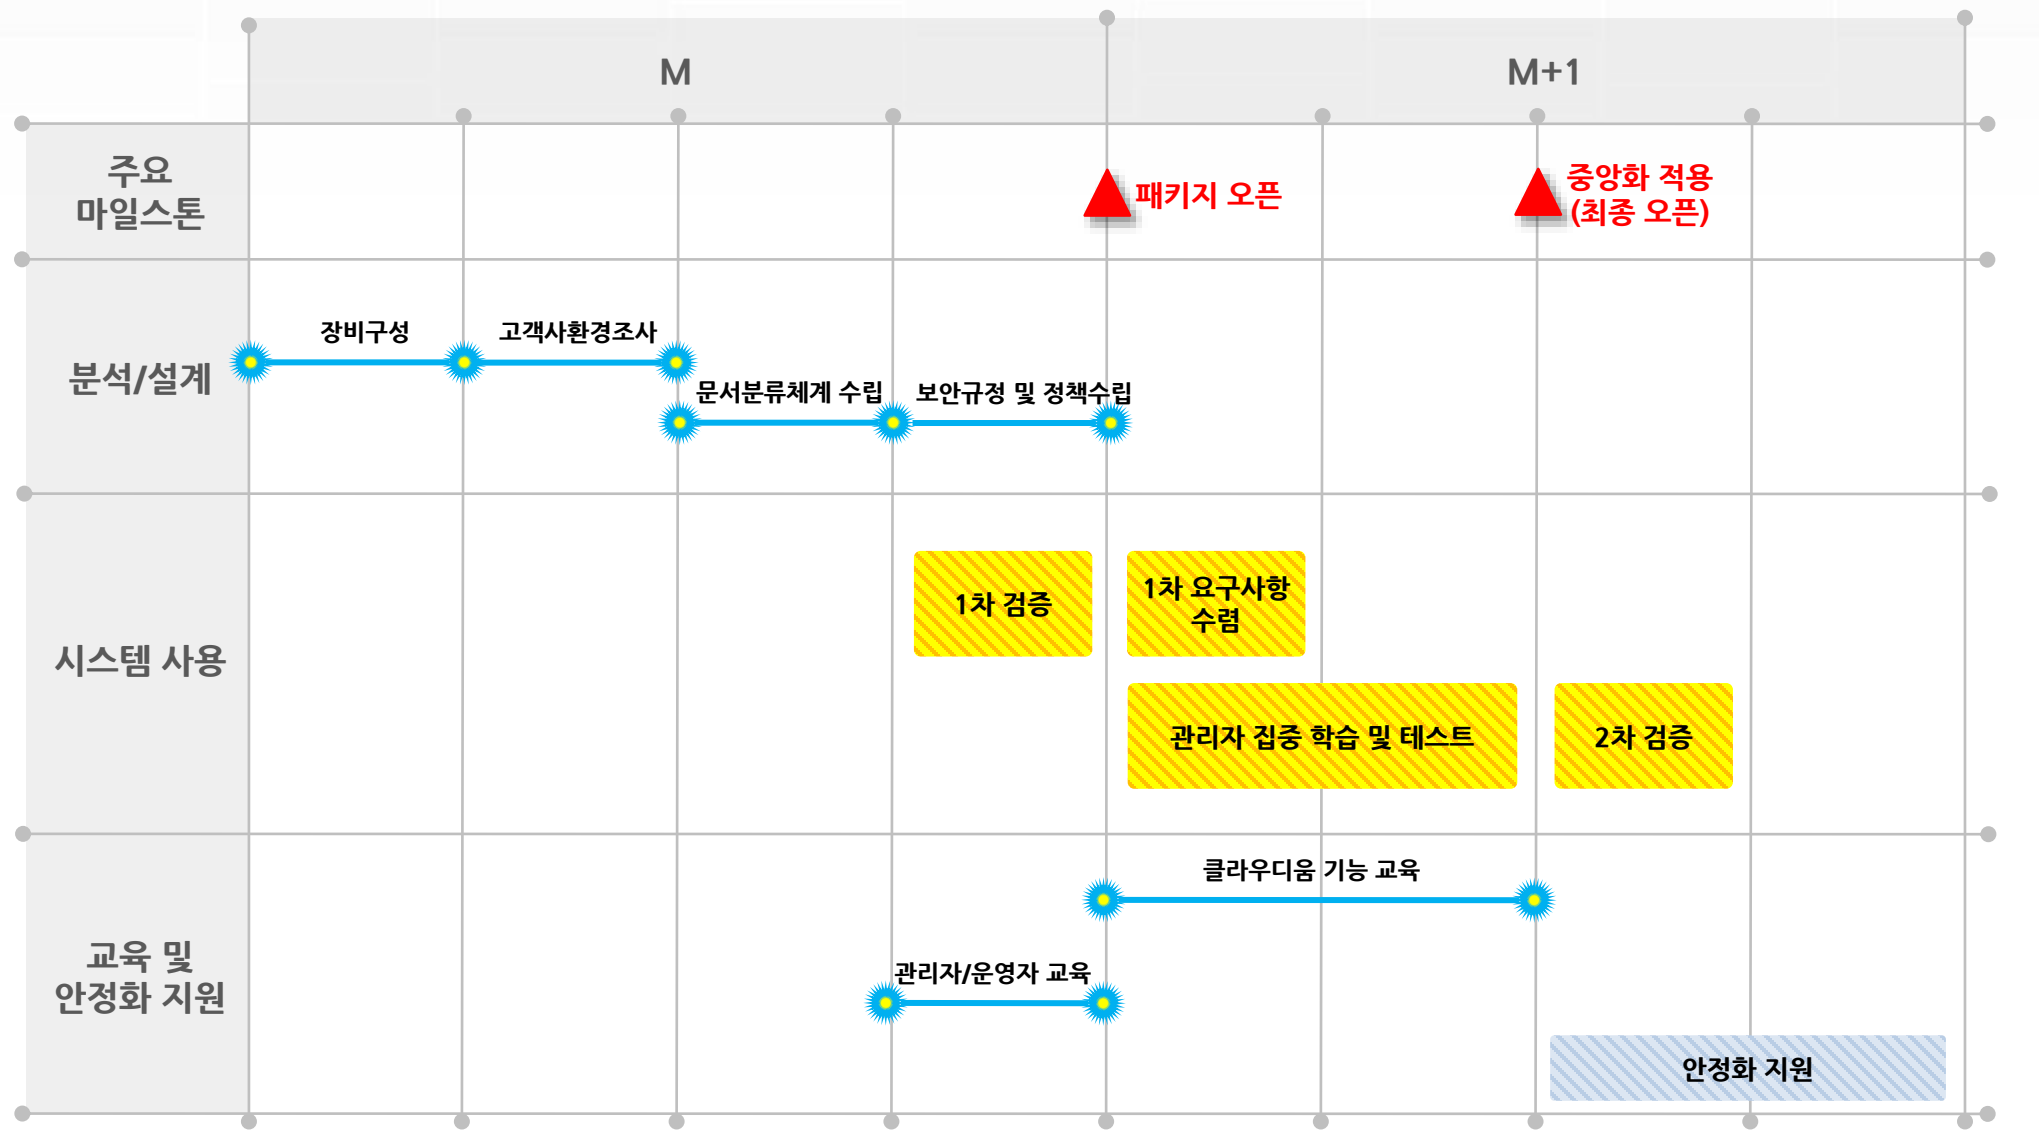 M
M+1
주요
마일스톤
패키지 오픈
중앙화 적용
(최종 오픈)
분석/설계
장비구성
고객사환경조사
문서분류체계 수립
보안규정 및 정책수립
시스템 사용
1차 검증
1차 요구사항
수렴
관리자 집중 학습 및 테스트
2차 검증
교육 및
안정화 지원
클라우디움 기능 교육
관리자/운영자 교육
안정화 지원